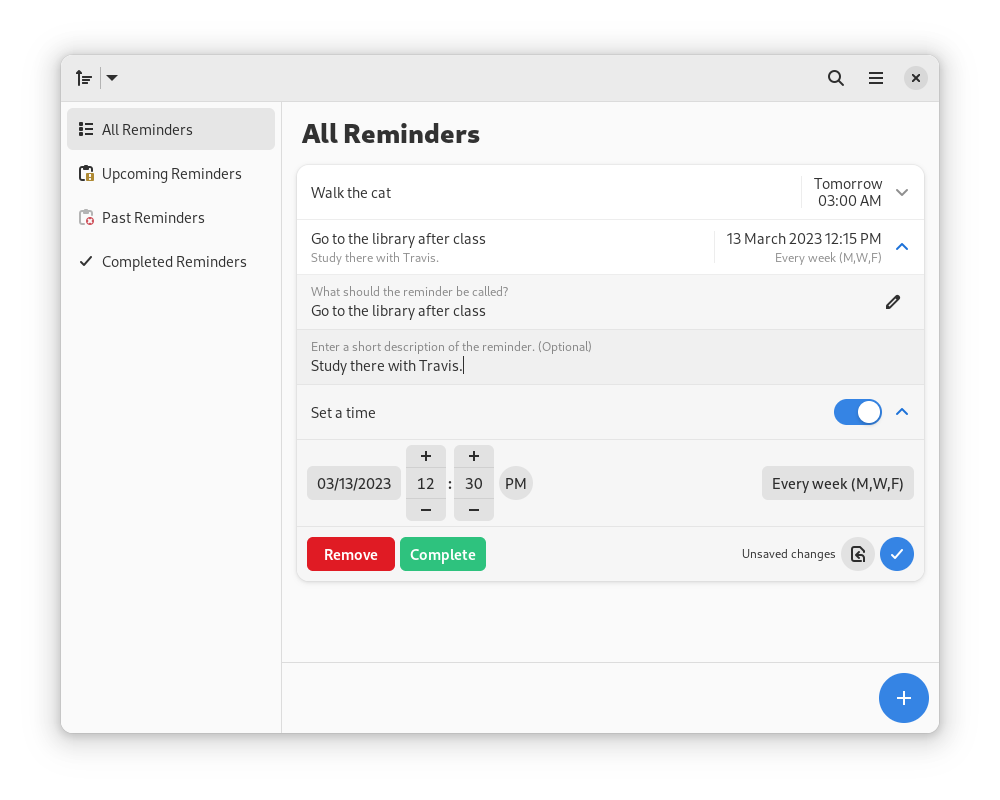 All Reminders
Upcoming Reminders
Past Reminders
Completed Reminders
All Reminders
Walk the cat
Tomorrow
03:00 AM
Go to the library after class
Study there with Travis.
13 March 2023 12:15 PM
Every week (M,W,F)
What should the reminder be called?
Go to the library after class
Enter a short description of the reminder. (Optional)
Study there with Travis.
Set a time
03/13/2023
+
12
−
:
+
30
−
PM
Every week (M,W,F)
Remove
Complete
Unsaved changes